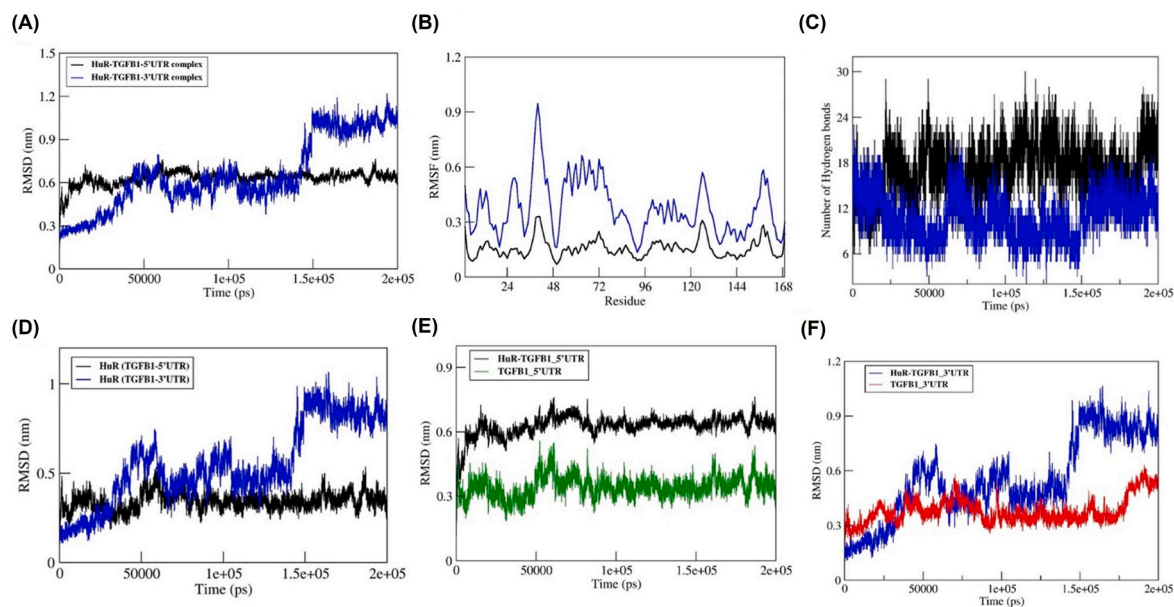 (A)
RMSD (nm)
1.5
1.2
0.9
0.6
0.3
0
HuR-TGFB1-5'UTR complex
HuR-TGFB1-3'UTR complex
0 50000 1e+05 1.5e+05 2e+05
Time (ps)
(B)
RMSF (nm)
1.2
0.9
0.6
0.3
0
24 48 72 96 120 144 168
Residue
(C)
Number of Hydrogen bonds
30
24
18
12
6
0 50000 1e+05 1.5e+05 2e+05
Time (ps)
(D)
RMSD (nm)
1
0.5
0
HuR (TGFB1-5'UTR)
HuR (TGFB1-3'UTR)
0 50000 1e+05 1.5e+05 2e+05
Time (ps)
(E)
RMSD (nm)
0.9
0.6
0.3
0
HuR-TGFB1_5'UTR
TGFB1_5'UTR
0 50000 1e+05 1.5e+05 2e+05
Time (ps)
(F)
RMSD (nm)
1.2
0.9
0.6
0.3
0
HuR-TGFB1_3'UTR
TGFB1_3'UTR
0 50000 1e+05 1.5e+05 2e+05
Time (ps)